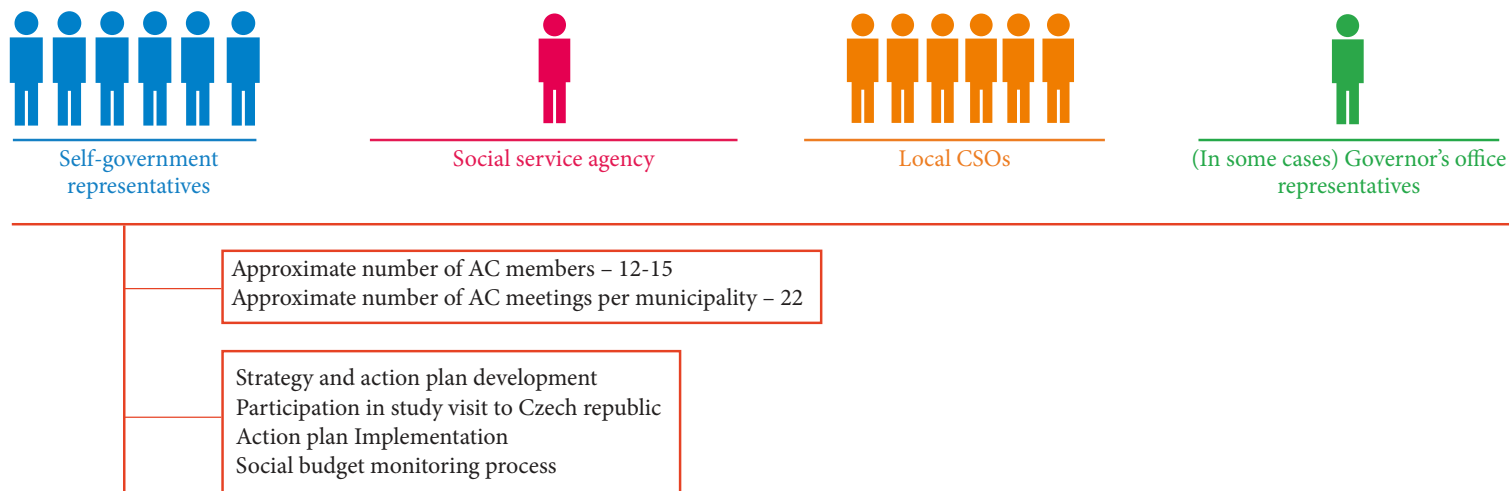 Self-government
representatives
Social service agency
Local CSOs
(In some cases) Governor’s office
representatives
Approximate number of AC members – 12-15
Approximate number of AC meetings per municipality – 22
Strategy and action plan development
Participation in study visit to Czech republic
Action plan Implementation
Social budget monitoring process